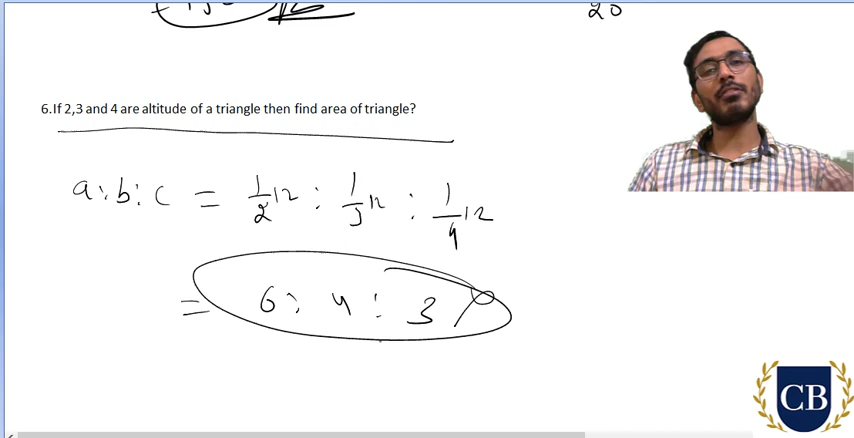 20
6.If 2,3 and 4 are altitude of a triangle then find area of triangle?
a:b:c = 1/2 12 : 1/3 12 : 1/4 12
= 6 : 4 : 3
CB